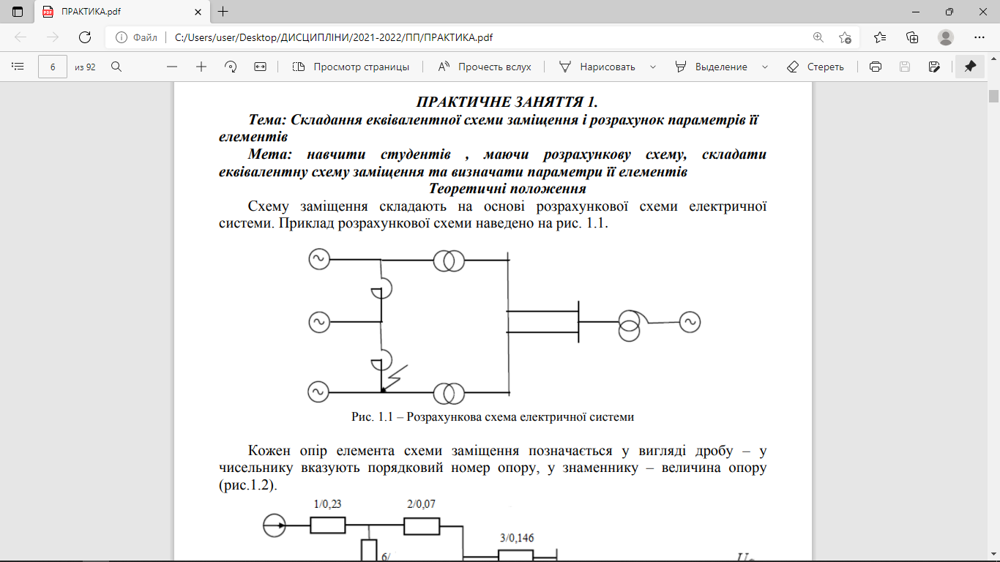 ПРАКТИКА.pdf
Файл C:/Users/user/Desktop/ДИСЦИПЛІНИ/2021-2022/ПП/ПРАКТИКА.pdf
6 из 92 Просмотр страницы Прочесть вслух Нарисовать Выделение Стереть
ПРАКТИЧНЕ ЗАНЯТТЯ 1.
Тема: Складання еквівалентної схеми заміщення і розрахунок параметрів її
елементів
Мета: навчити студентів , маючи розрахункову схему, складати
еквівалентну схему заміщення та визначати параметри її елементів
Теоретичні положення
Схему заміщення складають на основі розрахункової схеми електричної
системи. Приклад розрахункової схеми наведено на рис. 1.1.
Рис. 1.1 – Розрахункова схема електричної системи
Кожен опір елемента схеми заміщення позначається у вигляді дробу – у
чисельнику вказують порядковий номер опору, у знаменнику – величина опору
(рис.1.2).
1/0,23 2/0,07
3/0,146
6/